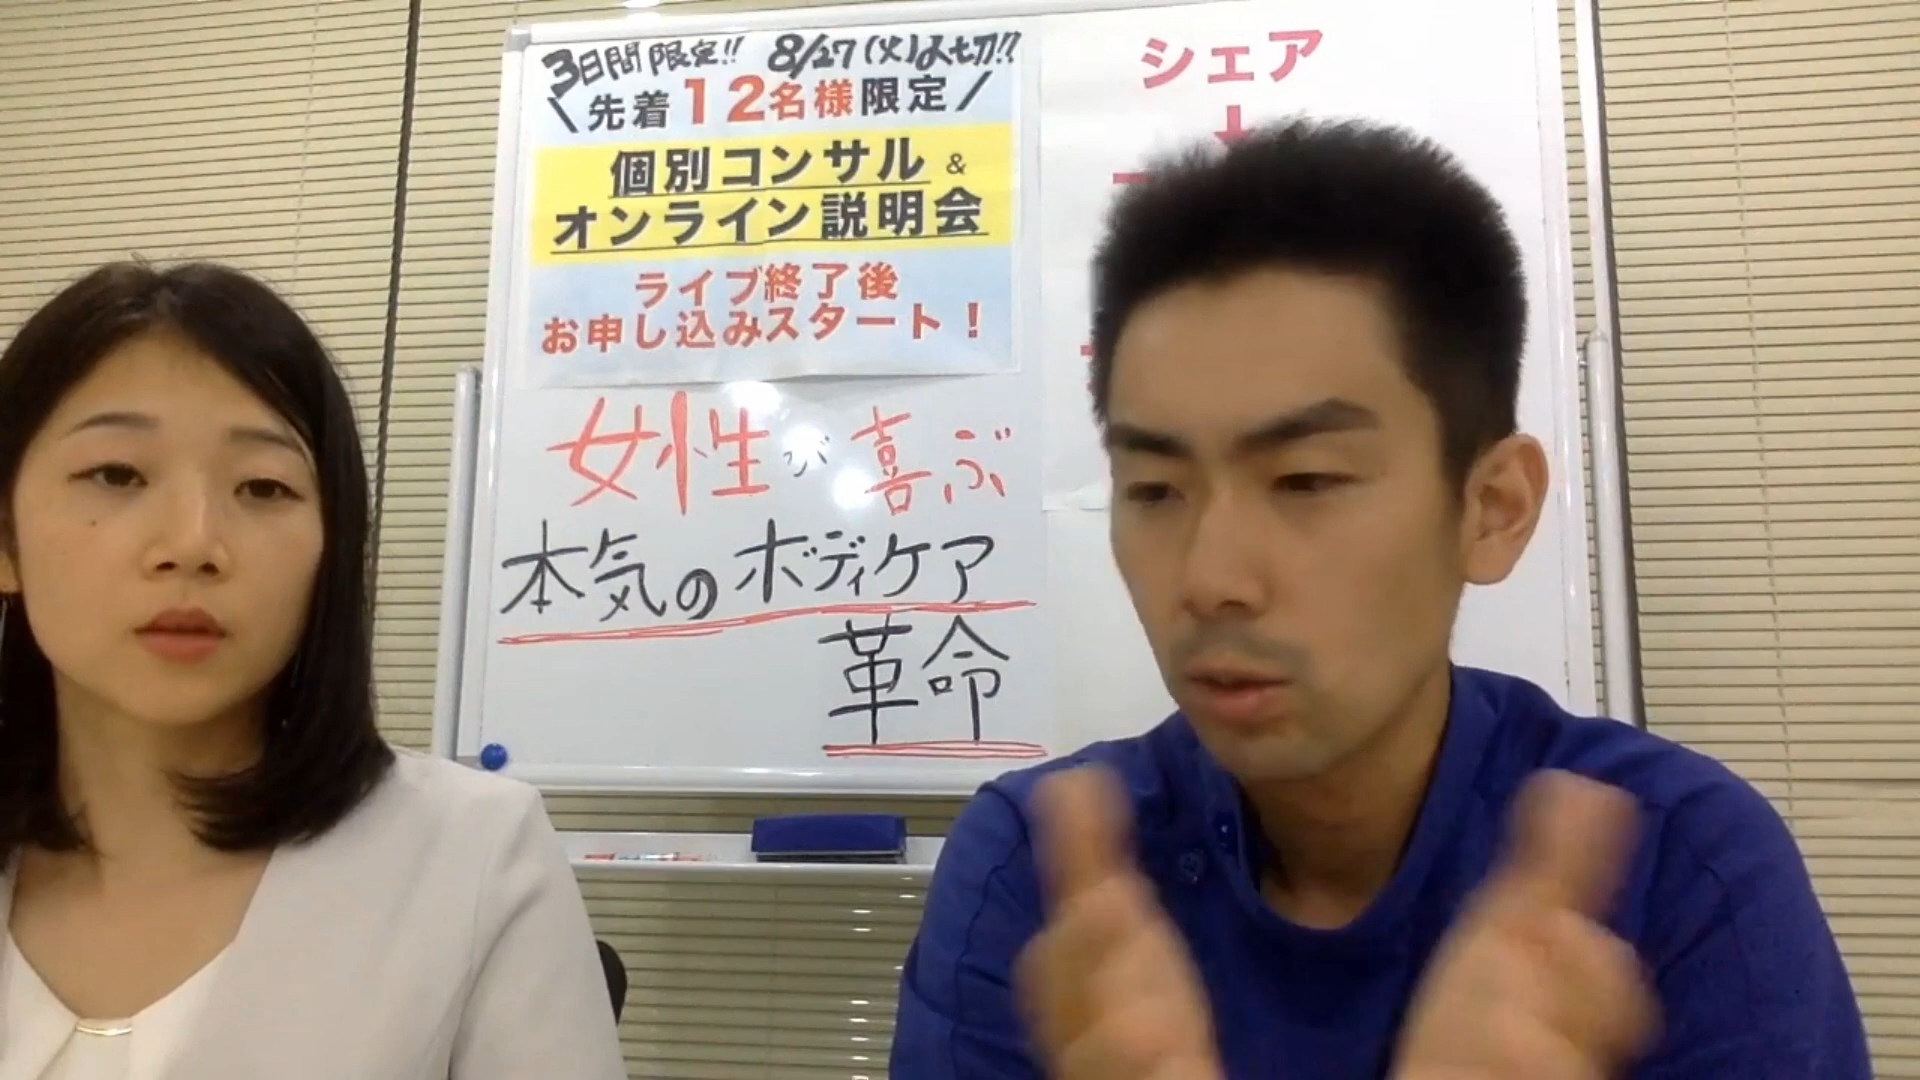 3日間限定!! 8/27(火)〆切!!
\先着12名様限定/
個別コンサル &
オンライン説明会
ライブ終了後
お申し込みスタート！
女性が喜ぶ
本気のボディケア
革命
シェア
↓